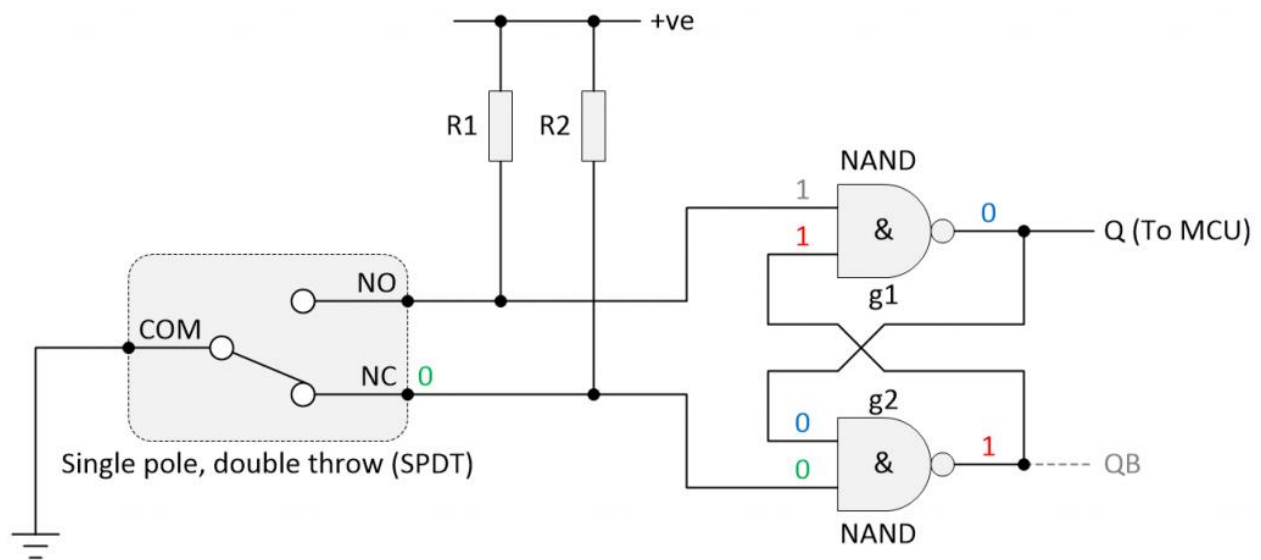 +ve
R1
R2
NAND
1
0
&
Q (To MCU)
1
g1
NO
COM
NC
0
g2
0
1
&
QB
0
NAND
Single pole, double throw (SPDT)